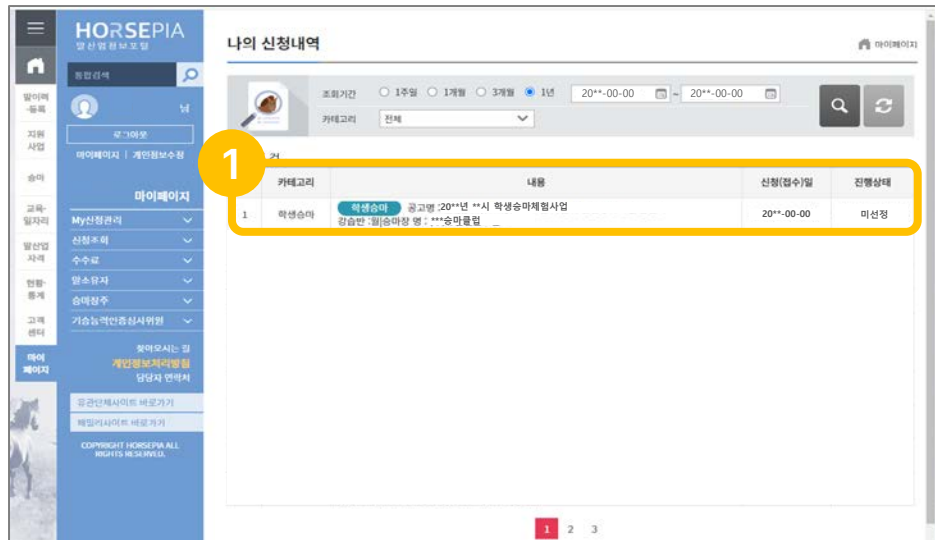 HORSEPIA
말산업정보포털
통합검색
님
로그아웃
마이페이지 | 개인정보수정
마이페이지
My신청관리
신청조회
수수료
말소유자
승마장주
기승능력인증심사위원
찾아오시는 길
개인정보처리방침
담당자 연락처
유관단체사이트 바로가기
패밀리사이트 바로가기
COPYRIGHT HORSEPIA ALL
RIGHTS RESERVED.
말이력
·등록
지원
사업
승마
교육·
일자리
말산업
자격
현황·
통계
고객
센터
마이
페이지
나의 신청내역
마이페이지
조회기간 1주일 1개월 3개월 1년 20**-00-00 ~ 20**-00-00
카테고리 전체
1
건
카테고리 내용 신청(접수)일 진행상태
1 학생승마 학생승마 공고명 :20**년 **시 학생승마체험사업 20**-00-00 미선정
강습반 :월|승마장 명 : ***승마클럽
1 2 3